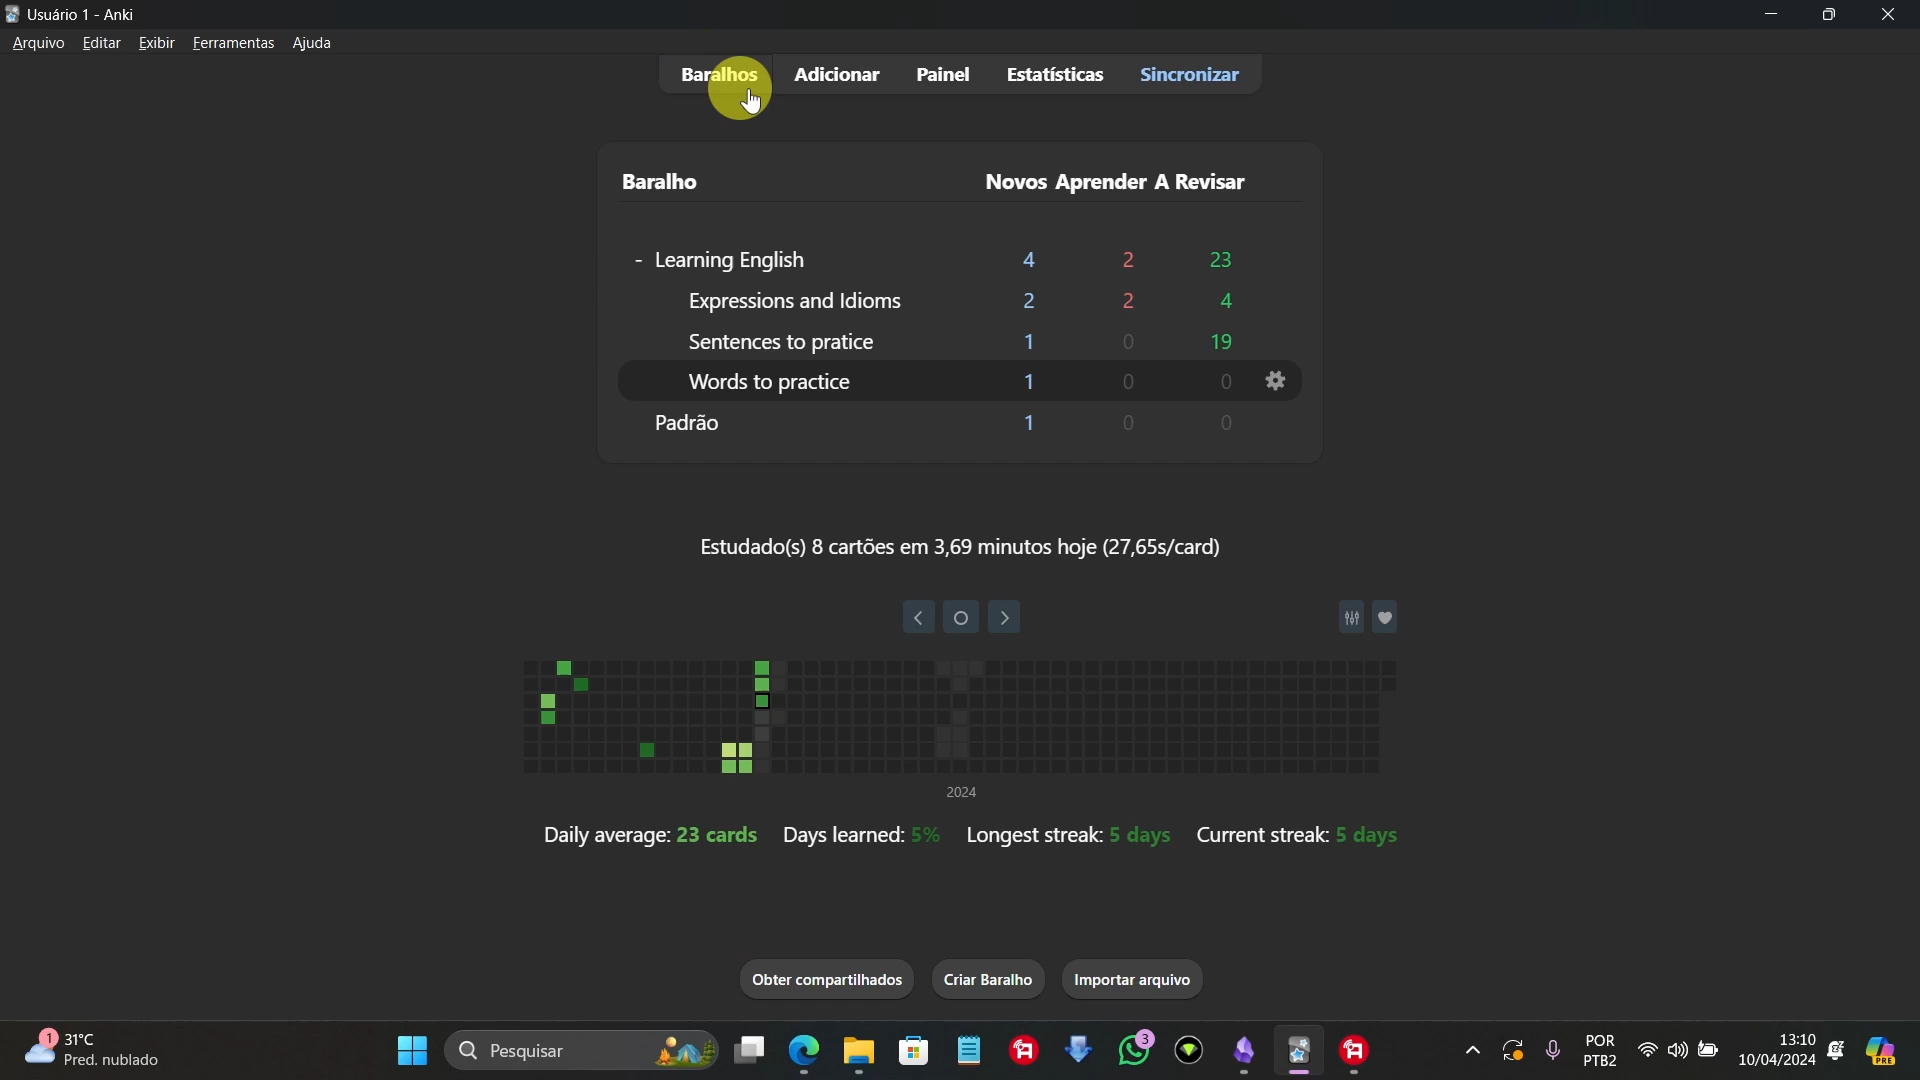 Usuário 1 - Anki
Arquivo Editar Exibir Ferramentas Ajuda
Baralhos Adicionar Painel Estatísticas Sincronizar
Baralho Novos Aprender A Revisar
- Learning English 4 2 23
Expressions and Idioms 2 2 4
Sentences to pratice 1 0 19
Words to practice 1 0 0
Padrão 1 0 0
Estudado(s) 8 cartões em 3,69 minutos hoje (27,65s/card)
2024
Daily average: 23 cards Days learned: 5% Longest streak: 5 days Current streak: 5 days
Obter compartilhados Criar Baralho Importar arquivo
1 31°C
Pred. nublado
Pesquisar
3
POR
PTB2
13:10
10/04/2024
PRE